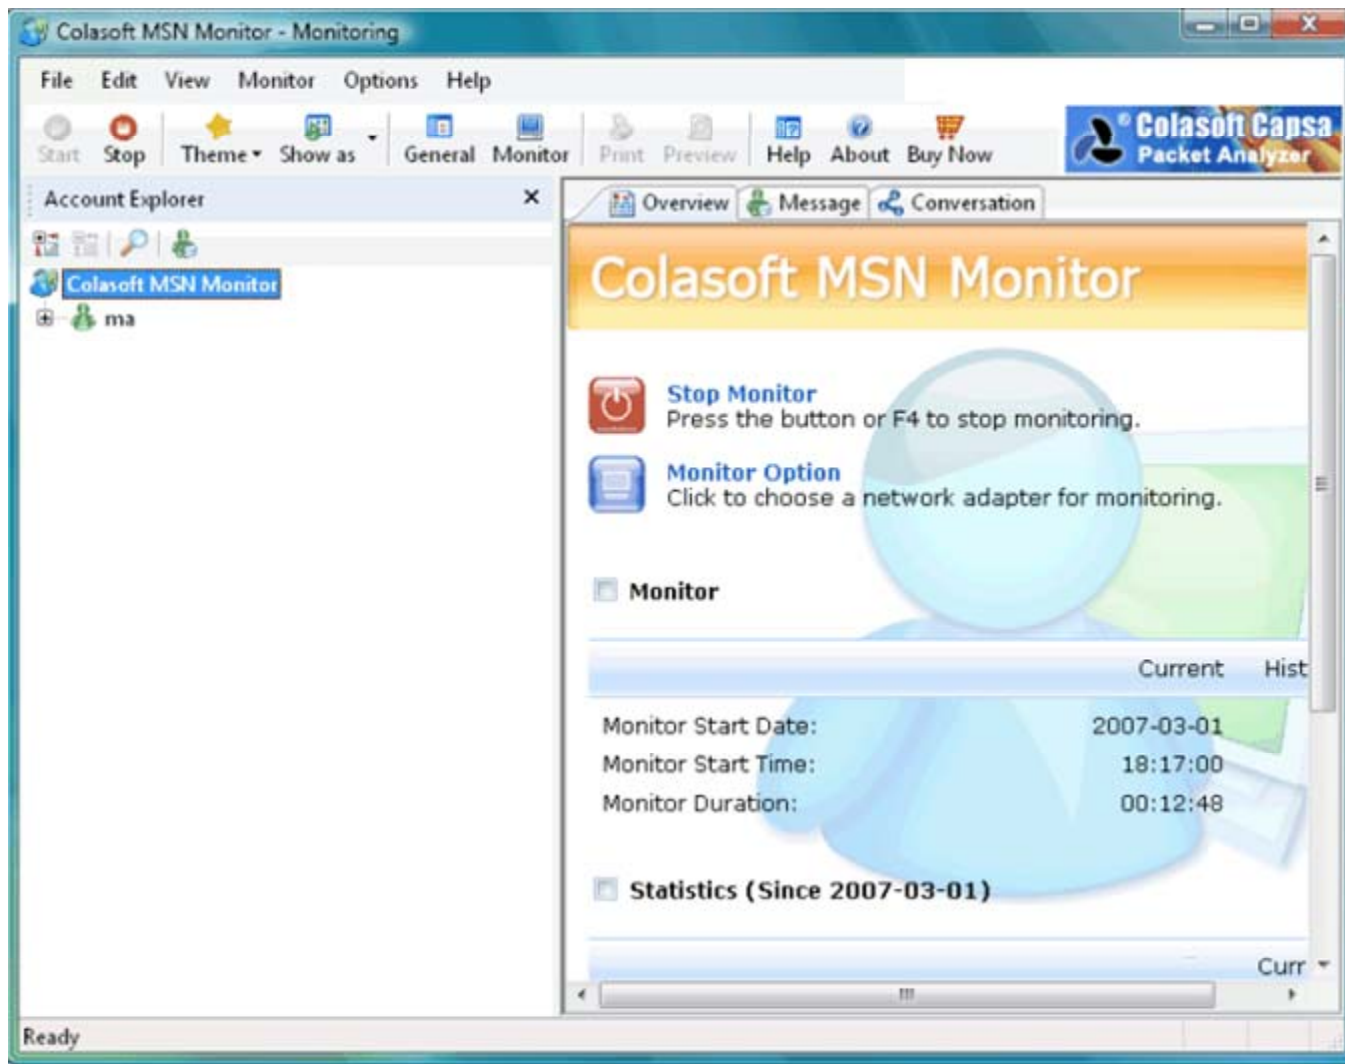 Colasoft MSN Monitor - Monitoring
File Edit View Monitor Options Help
Start Stop Theme Show as General Monitor Print Preview Help About Buy Now
Colasoft Capsa
Packet Analyzer
Account Explorer
Overview Message Conversation
Colasoft MSN Monitor
ma
Colasoft MSN Monitor
Stop Monitor
Press the button or F4 to stop monitoring.
Monitor Option
Click to choose a network adapter for monitoring.
Monitor
Current Hist
Monitor Start Date: 2007-03-01
Monitor Start Time: 18:17:00
Monitor Duration: 00:12:48
Statistics (Since 2007-03-01)
Curr
Ready